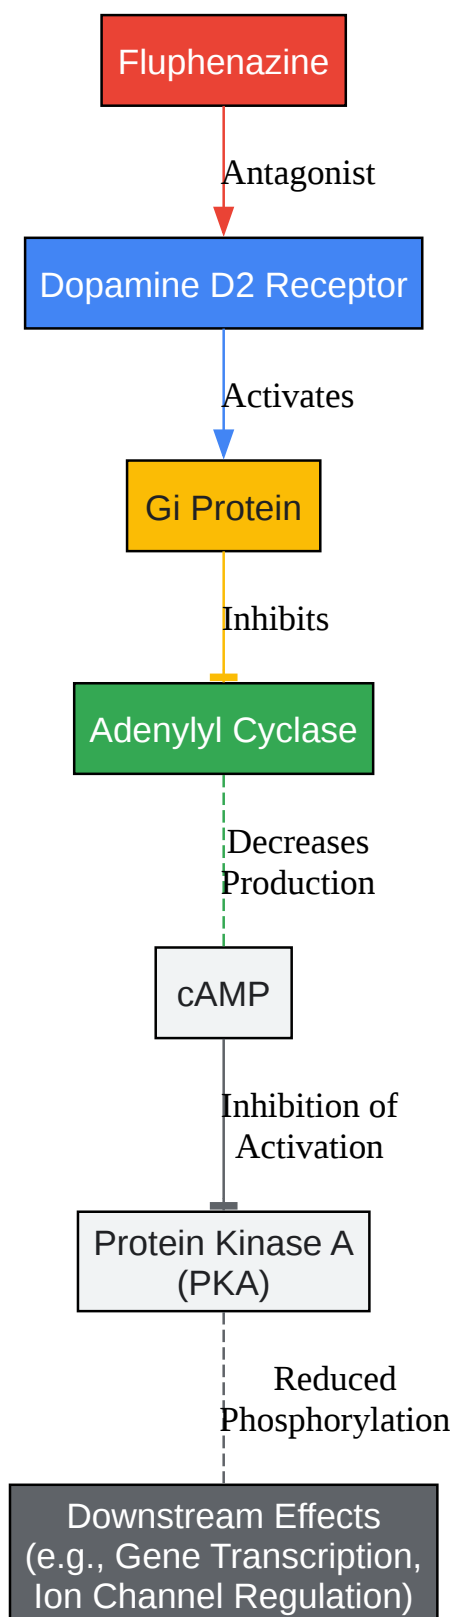 Fluphenazine
Antagonist
Dopamine D2 Receptor
Activates
Gi Protein
Inhibits
Adenylyl Cyclase
Decreases
Production
cAMP
Inhibition of
Activation
Protein Kinase A
(PKA)
Reduced
Phosphorylation
Downstream Effects
(e.g., Gene Transcription,
Ion Channel Regulation)